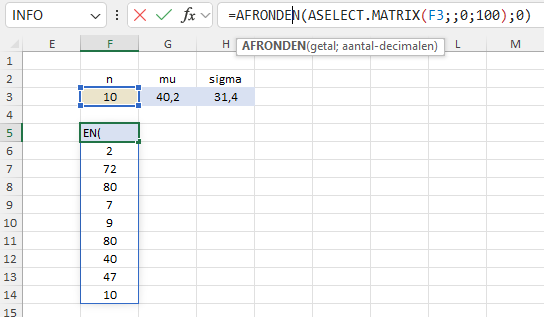 INFO fx =AFRONDEN(ASELECT.MATRIX(F3;;0;100);0)
AFRONDEN(getal; aantal-decimalen)
E F G H L M
1
2 n mu sigma
3 10 40,2 31,4
4
5 EN(
6 2
7 72
8 80
9 7
10 9
11 80
12 40
13 47
14 10
15